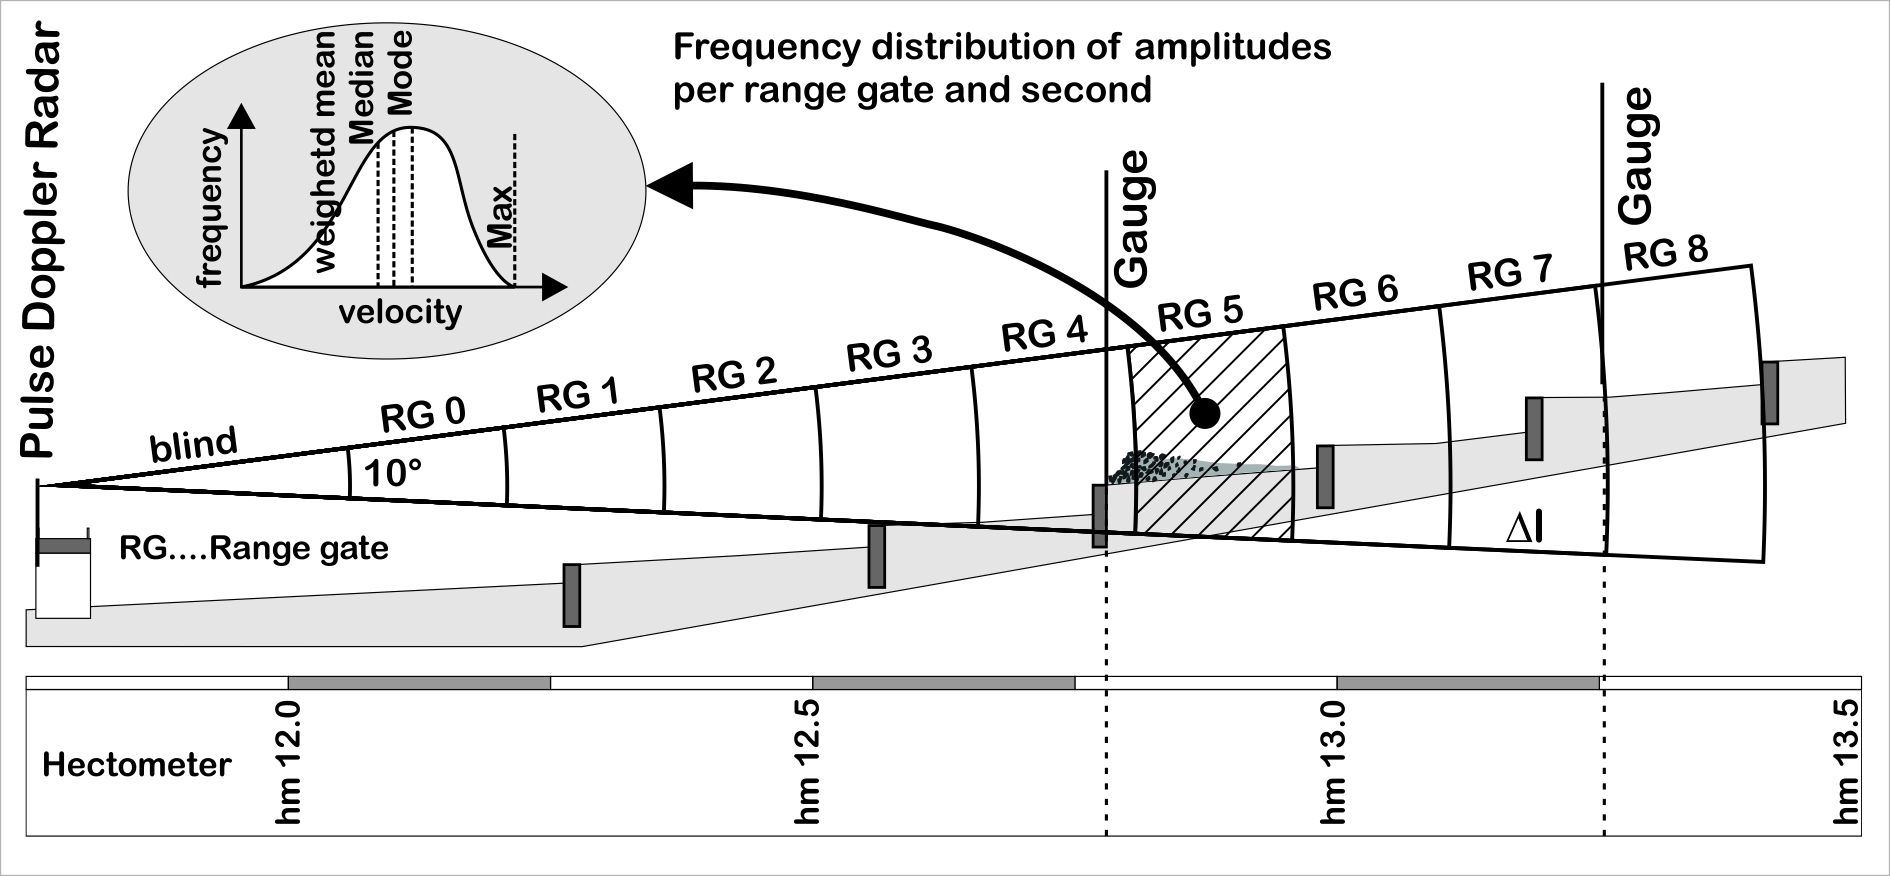 Pulse Doppler Radar
frequency
weighetd mean
Median
Mode
Max
velocity
Frequency distribution of amplitudes
per range gate and second
Gauge
Gauge
blind
RG 0
RG 1
RG 2
RG 3
RG 4
RG 5
RG 6
RG 7
RG 8
10°
Δl
RG....Range gate
Hectometer
hm 12.0
hm 12.5
hm 13.0
hm 13.5